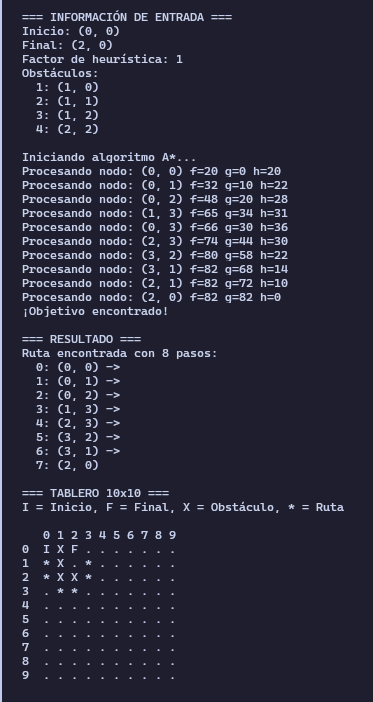 === INFORMACIÓN DE ENTRADA ===
Inicio: (0, 0)
Final: (2, 0)
Factor de heurística: 1
Obstáculos:
  1: (1, 0)
  2: (1, 1)
  3: (1, 2)
  4: (2, 2)

Iniciando algoritmo A*...
Procesando nodo: (0, 0) f=20 g=0 h=20
Procesando nodo: (0, 1) f=32 g=10 h=22
Procesando nodo: (0, 2) f=48 g=20 h=28
Procesando nodo: (1, 3) f=65 g=34 h=31
Procesando nodo: (0, 3) f=66 g=30 h=36
Procesando nodo: (2, 3) f=74 g=44 h=30
Procesando nodo: (3, 2) f=80 g=58 h=22
Procesando nodo: (3, 1) f=82 g=68 h=14
Procesando nodo: (2, 1) f=82 g=72 h=10
Procesando nodo: (2, 0) f=82 g=82 h=0
¡Objetivo encontrado!

=== RESULTADO ===
Ruta encontrada con 8 pasos:
  0: (0, 0) ->
  1: (0, 1) ->
  2: (0, 2) ->
  3: (1, 3) ->
  4: (2, 3) ->
  5: (3, 2) ->
  6: (3, 1) ->
  7: (2, 0)

=== TABLERO 10x10 ===
I = Inicio, F = Final, X = Obstáculo, * = Ruta

   0 1 2 3 4 5 6 7 8 9
0  I X F . . . . . . .
1  * X . * . . . . . .
2  * X X * . . . . . .
3  . * * . . . . . . .
4  . . . . . . . . . .
5  . . . . . . . . . .
6  . . . . . . . . . .
7  . . . . . . . . . .
8  . . . . . . . . . .
9  . . . . . . . . . .